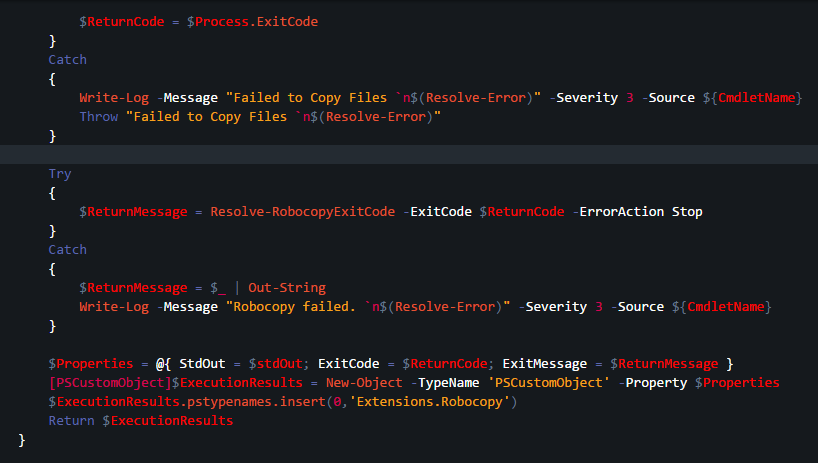 $ReturnCode = $Process.ExitCode
}
Catch
{
Write-Log -Message "Failed to Copy Files `n$(Resolve-Error)" -Severity 3 -Source ${CmdletName}
Throw "Failed to Copy Files `n$(Resolve-Error)"
}
Try
{
$ReturnMessage = Resolve-RobocopyExitCode -ExitCode $ReturnCode -ErrorAction Stop
}
Catch
{
$ReturnMessage = $_ | Out-String
Write-Log -Message "Robocopy failed. `n$(Resolve-Error)" -Severity 3 -Source ${CmdletName}
}
$Properties = @{ StdOut = $stdOut; ExitCode = $ReturnCode; ExitMessage = $ReturnMessage }
[PSCustomObject]$ExecutionResults = New-Object -TypeName 'PSCustomObject' -Property $Properties
$ExecutionResults.pstypenames.insert(0,'Extensions.Robocopy')
Return $ExecutionResults
}